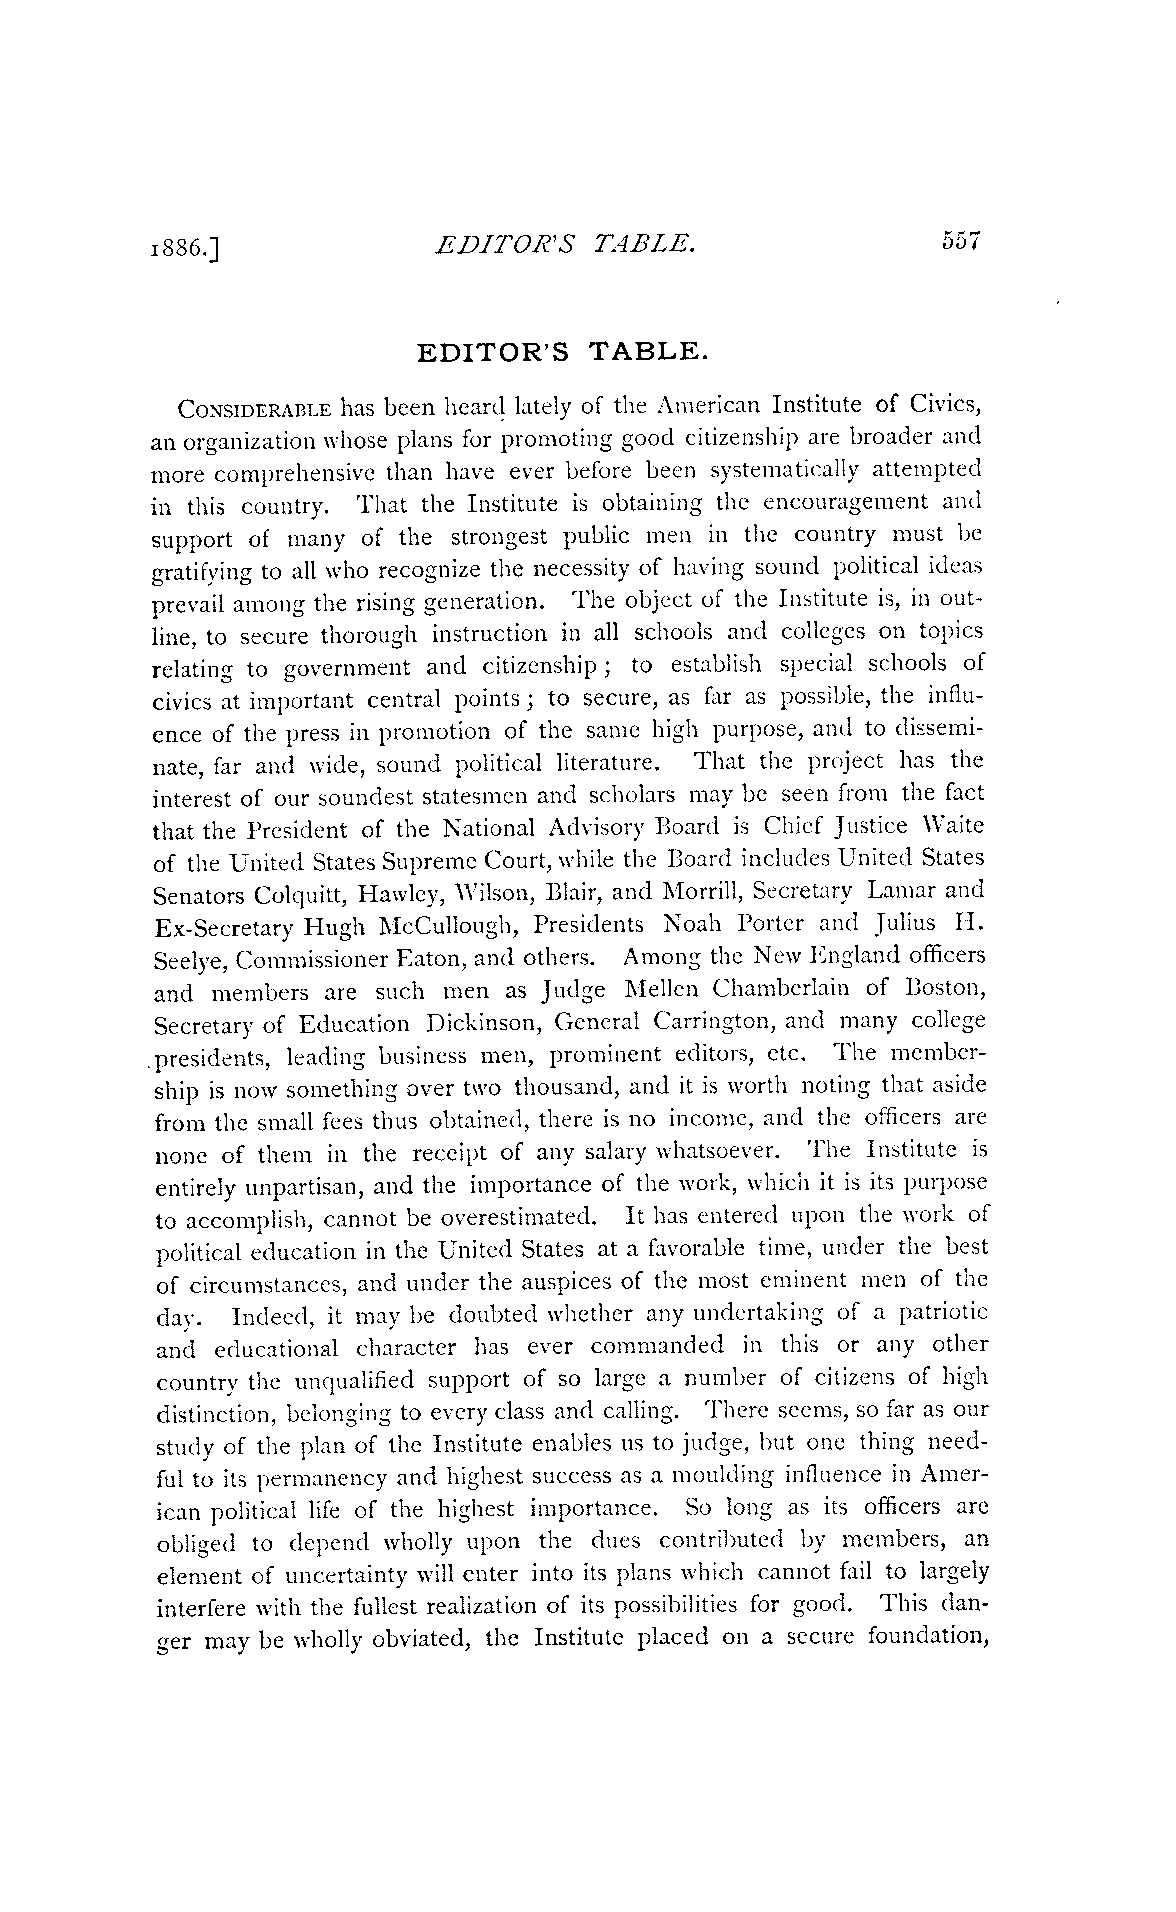 1886.] EDITOR'S TABLE. 557
EDITOR'S TABLE.
CONSIDERABLE has been heard lately of the American Institute of Civics,
an organization whose plans for promoting good citizenship are broader and
more comprehensive than have ever before been systematically attempted
in this country. That the Institute is obtaining the encouragement and
support of many of the strongest public men in the country must be
gratifying to all who recognize the necessity of having sound political ideas
prevail among the rising generation. The object of the Institute is, in out-
line, to secure thorough instruction in all schools and colleges on topics
relating to government and citizenship; to establish special schools of
civics at important central points; to secure, as far as possible, the influ-
ence of the press in promotion of the same high purpose, and to dissemi-
nate, far and wide, sound political literature. That the project has the
interest of our soundest statesmen and scholars may be seen from the fact
that the President of the National Advisory Board is Chief Justice Waite
of the United States Supreme Court, while the Board includes United States
Senators Colquitt, Hawley, Wilson, Blair, and Morrill, Secretary Lamar and
Ex-Secretary Hugh McCullough, Presidents Noah Porter and Julius H.
Seelye, Commissioner Eaton, and others. Among the New England officers
and members are such men as Judge Mellen Chamberlain of Boston,
Secretary of Education Dickinson, General Carrington, and many college
presidents, leading business men, prominent editors, etc. The member-
ship is now something over two thousand, and it is worth noting that aside
from the small fees thus obtained, there is no income, and the officers are
none of them in the receipt of any salary whatsoever. The Institute is
entirely unpartisan, and the importance of the work, which it is its purpose
to accomplish, cannot be overestimated. It has entered upon the work of
political education in the United States at a favorable time, under the best
of circumstances, and under the auspices of the most eminent men of the
day. Indeed, it may be doubted whether any undertaking of a patriotic
and educational character has ever commanded in this or any other
country the unqualified support of so large a number of citizens of high
distinction, belonging to every class and calling. There seems, so far as our
study of the plan of the Institute enables us to judge, but one thing need-
ful to its permanency and highest success as a moulding influence in Amer-
ican political life of the highest importance. So long as its officers are
obliged to depend wholly upon the dues contributed by members, an
element of uncertainty will enter into its plans which cannot fail to largely
interfere with the fullest realization of its possibilities for good. This dan-
ger may be wholly obviated, the Institute placed on a secure foundation,